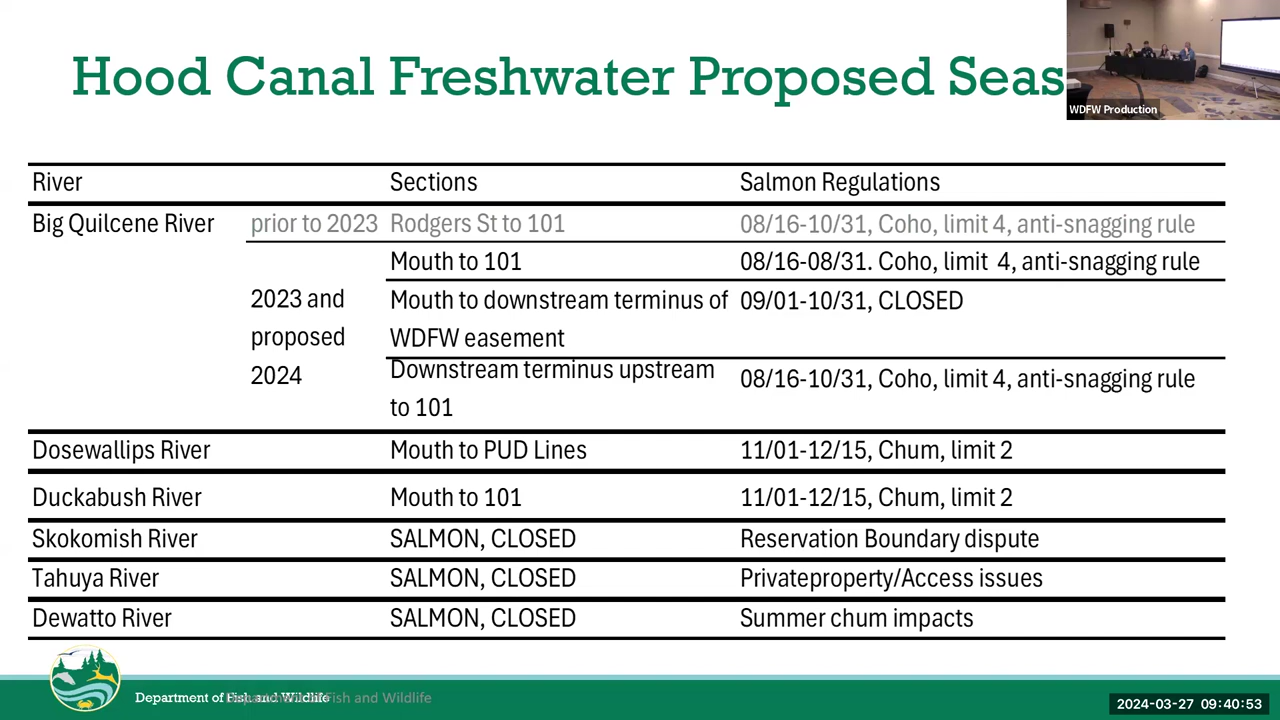 Hood Canal Freshwater Proposed Seas
WDFW Production
River Sections Salmon Regulations
Big Quilcene River prior to 2023 Rodgers St to 101 08/16-10/31, Coho, limit 4, anti-snagging rule
Mouth to 101 08/16-08/31. Coho, limit 4, anti-snagging rule
2023 and Mouth to downstream terminus of 09/01-10/31, CLOSED
proposed WDFW easement
2024 Downstream terminus upstream 08/16-10/31, Coho, limit 4, anti-snagging rule
to 101
Dosewallips River Mouth to PUD Lines 11/01-12/15, Chum, limit 2
Duckabush River Mouth to 101 11/01-12/15, Chum, limit 2
Skokomish River SALMON, CLOSED Reservation Boundary dispute
Tahuya River SALMON, CLOSED Privateproperty/Access issues
Dewatto River SALMON, CLOSED Summer chum impacts
Department of Fish and Wildlife
Department of Fish and Wildlife
2024-03-27 09:40:53